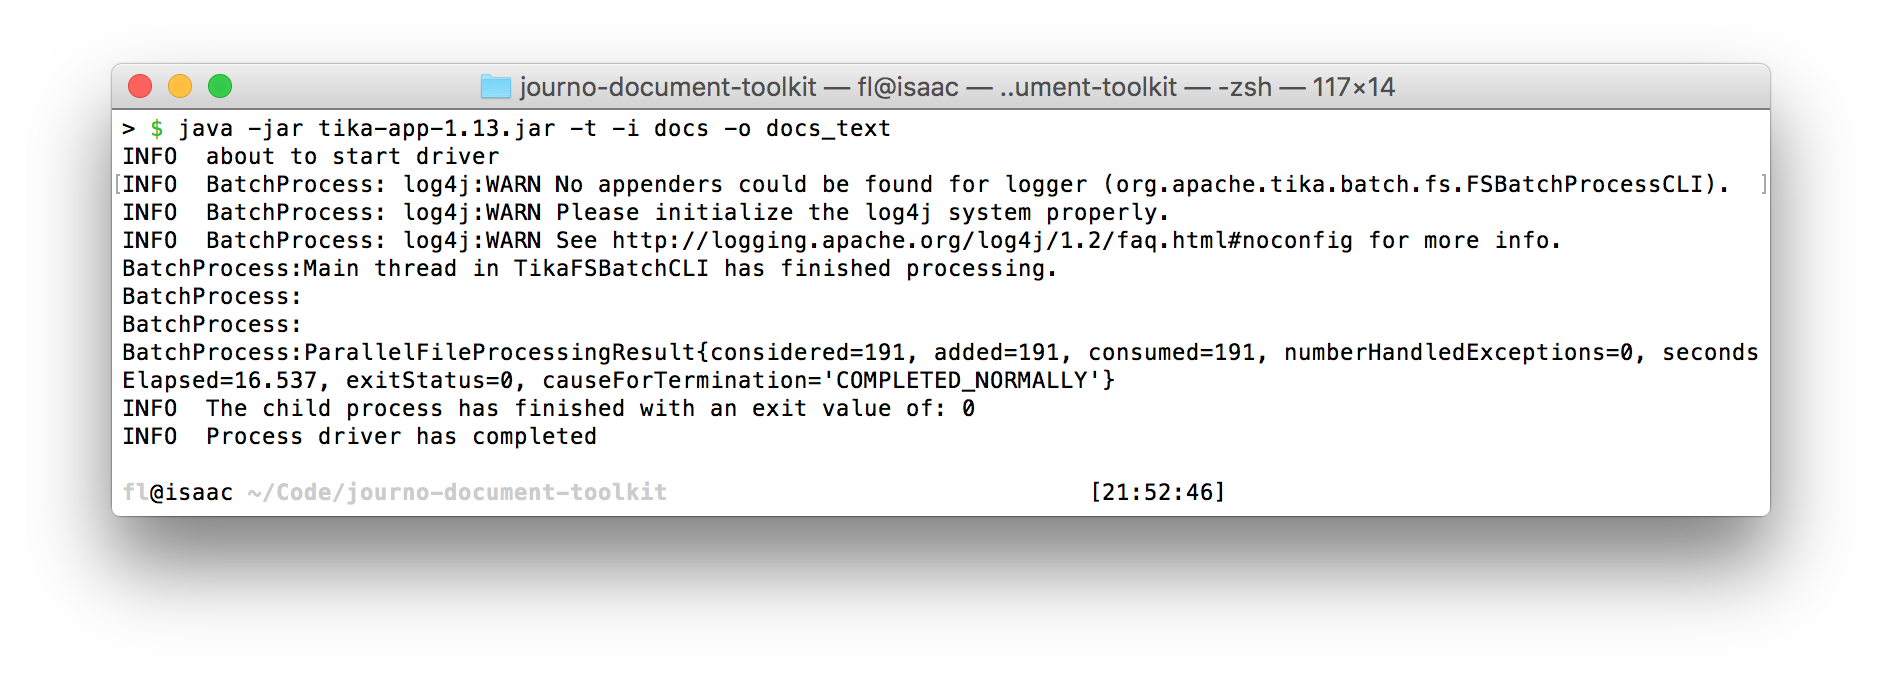 journo-document-toolkit — fl@isaac — ..ument-toolkit — -zsh — 117×14
> $ java -jar tika-app-1.13.jar -t -i docs -o docs_text
INFO  about to start driver
[INFO  BatchProcess: log4j:WARN No appenders could be found for logger (org.apache.tika.batch.fs.FSBatchProcessCLI).  ]
INFO  BatchProcess: log4j:WARN Please initialize the log4j system properly.
INFO  BatchProcess: log4j:WARN See http://logging.apache.org/log4j/1.2/faq.html#noconfig for more info.
BatchProcess:Main thread in TikaFSBatchCLI has finished processing.
BatchProcess:
BatchProcess:
BatchProcess:ParallelFileProcessingResult{considered=191, added=191, consumed=191, numberHandledExceptions=0, seconds
Elapsed=16.537, exitStatus=0, causeForTermination='COMPLETED_NORMALLY'}
INFO  The child process has finished with an exit value of: 0
INFO  Process driver has completed
fl@isaac ~/Code/journo-document-toolkit [21:52:46]